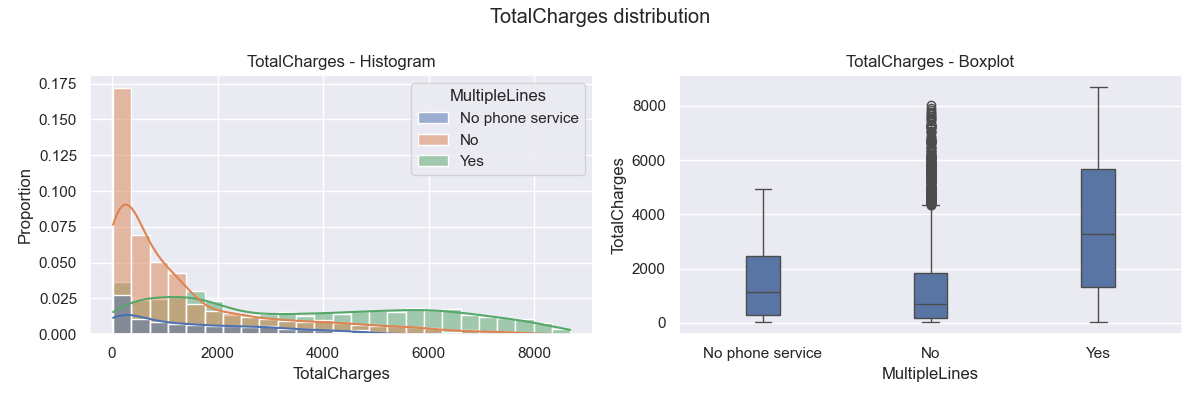 TotalCharges distribution
TotalCharges - Histogram
0.175
0.150
0.125
0.100
0.075
0.050
0.025
0.000
Proportion
0
2000
4000
6000
8000
TotalCharges
MultipleLines
No phone service
No
Yes
TotalCharges - Boxplot
8000
6000
4000
2000
0
TotalCharges
No phone service
No
Yes
MultipleLines